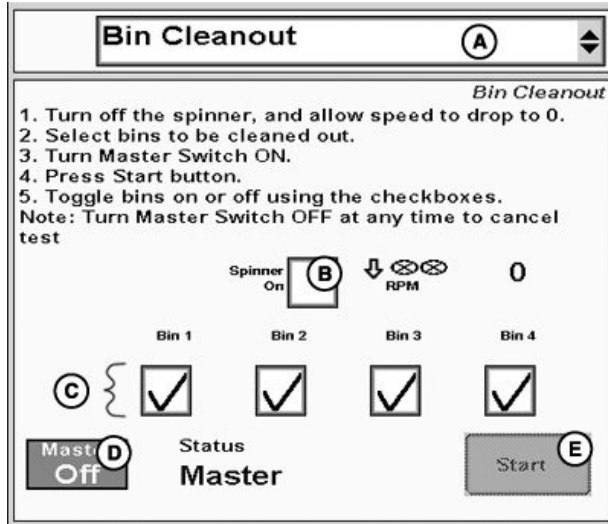 Bin Cleanout
A
Bin Cleanout
1. Turn off the spinner, and allow speed to drop to 0.
2. Select bins to be cleaned out.
3. Turn Master Switch ON.
4. Press Start button.
5. Toggle bins on or off using the checkboxes.
Note: Turn Master Switch OFF at any time to cancel
test
Spinner
On
B
RPM
0
Bin 1 Bin 2 Bin 3 Bin 4
C
D
Off
Status
Master
Start
E